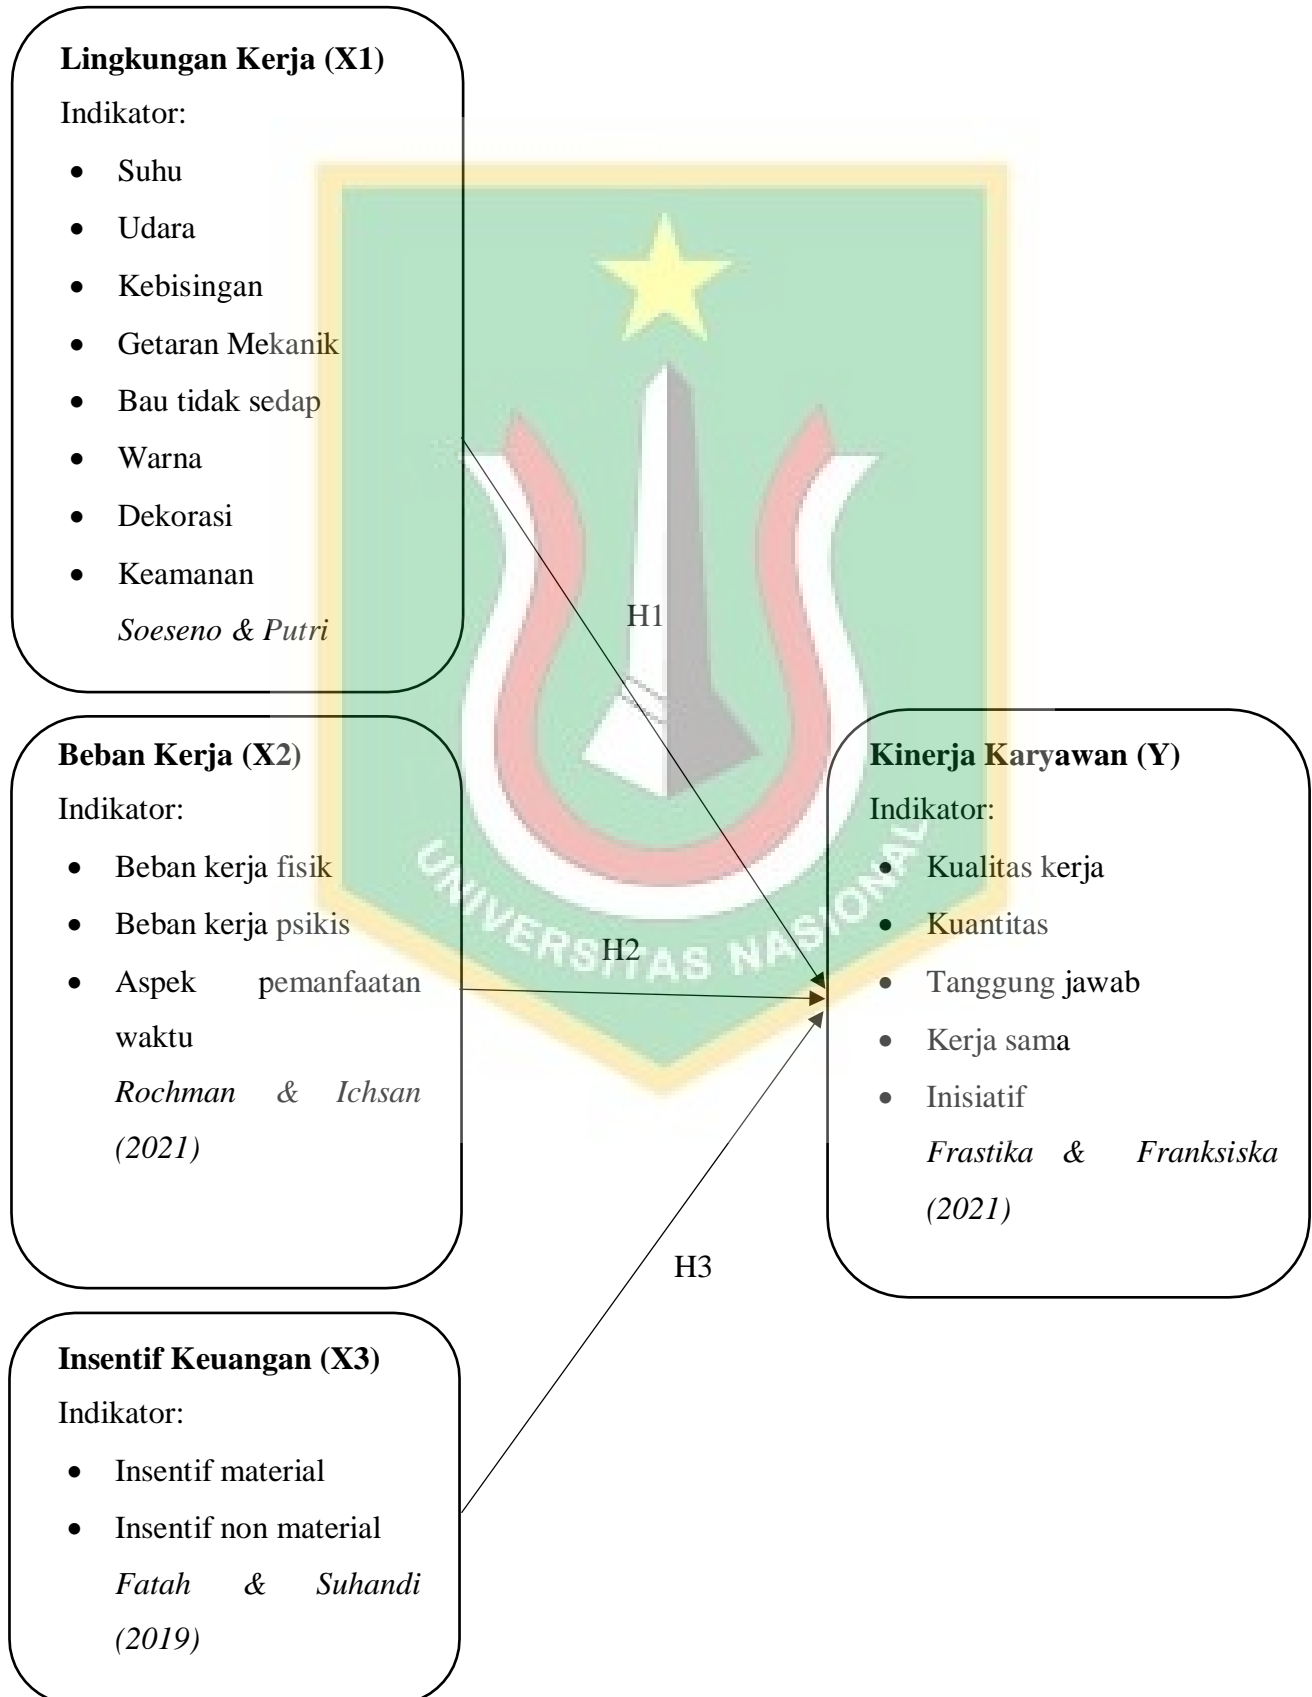 Lingkungan Kerja (X1)
Indikator:
• Suhu
• Udara
• Kebisingan
• Getaran Mekanik
• Bau tidak sedap
• Warna
• Dekorasi
• Keamanan
Soeseno & Putri
H1
Beban Kerja (X2)
Indikator:
• Beban kerja fisik
• Beban kerja psikis
• Aspek pemanfaatan
waktu
Rochman & Ichsan
(2021)
H2
Kinerja Karyawan (Y)
Indikator:
• Kualitas kerja
• Kuantitas
• Tanggung jawab
• Kerja sama
• Inisiatif
Frastika & Franksiska
(2021)
UNIVERSITAS NASIONAL
H3
Insentif Keuangan (X3)
Indikator:
• Insentif material
• Insentif non material
Fatah & Suhandi
(2019)